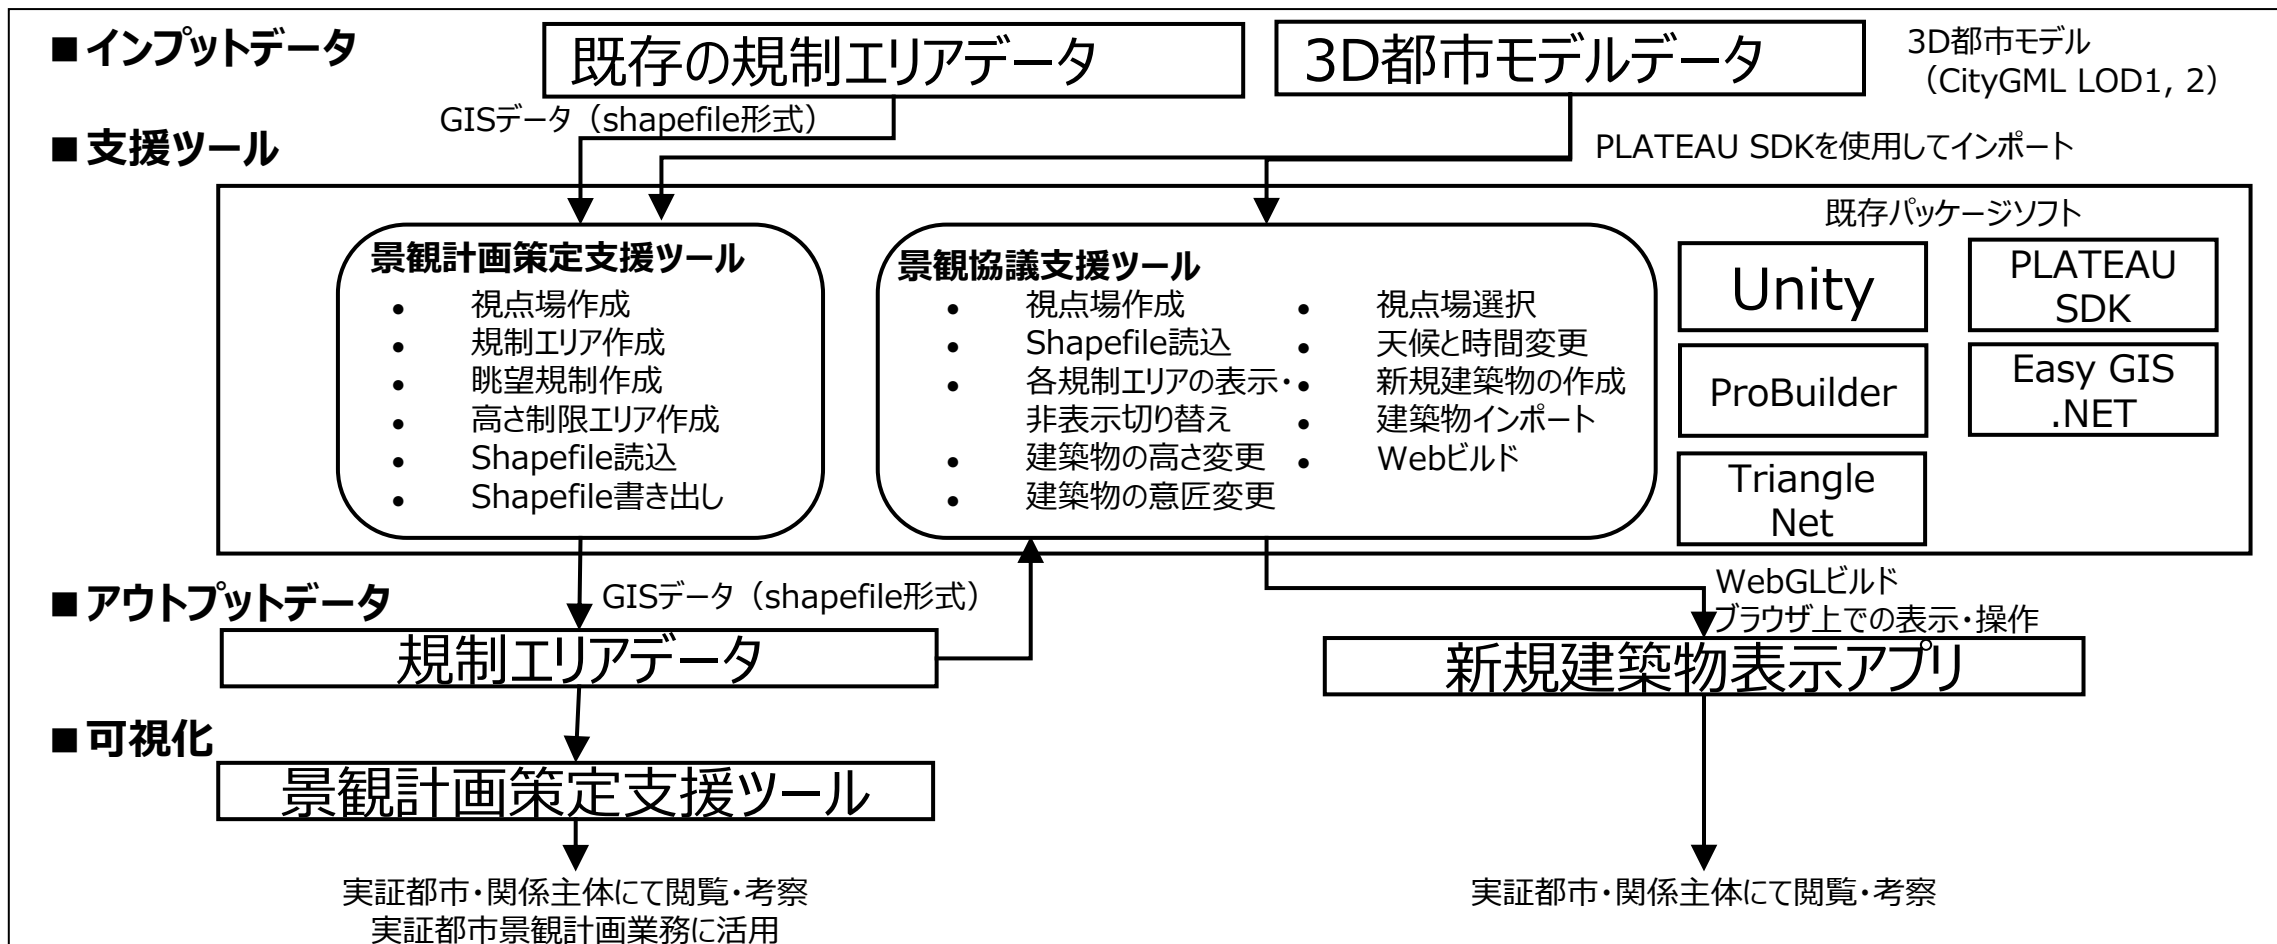 ■ インプットデータ
既存の規制エリアデータ
3D都市モデルデータ
3D都市モデル
（CityGML LOD1, 2）
GISデータ（shapefile形式）
■ 支援ツール
PLATEAU SDKを使用してインポート
景観計画策定支援ツール
● 視点場作成
● 規制エリア作成
● 眺望規制作成
● 高さ制限エリア作成
● Shapefile読込
● Shapefile書き出し
景観協議支援ツール
● 視点場作成
● Shapefile読込
● 各規制エリアの表示・
非表示切り替え
● 建築物の高さ変更
● 建築物の意匠変更
● 視点場選択
● 天候と時間変更
● 新規建築物の作成
● 建築物インポート
● Webビルド
既存パッケージソフト
Unity
PLATEAU
SDK
ProBuilder
Easy GIS
.NET
Triangle
Net
■ アウトプットデータ
GISデータ（shapefile形式）
規制エリアデータ
WebGLビルド
ブラウザ上での表示・操作
新規建築物表示アプリ
■ 可視化
景観計画策定支援ツール
実証都市・関係主体にて閲覧・考察
実証都市景観計画業務に活用
実証都市・関係主体にて閲覧・考察